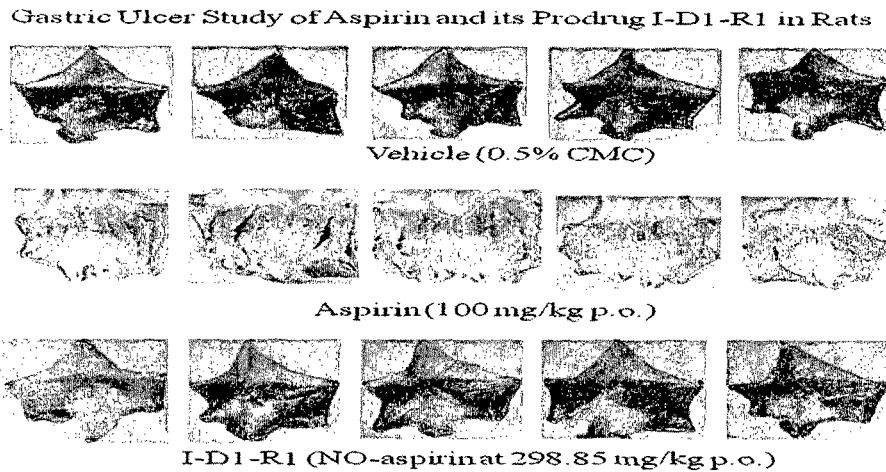 Gastric Ulcer Study of Aspirin and its Prodrug I-D1-R1 in Rats
Vehicle (0.5% CMC)
Aspirin (100 mg/kg p.o.)
I-D1-R1 (NO-aspirin at 298.85 mg/kg p.o.)